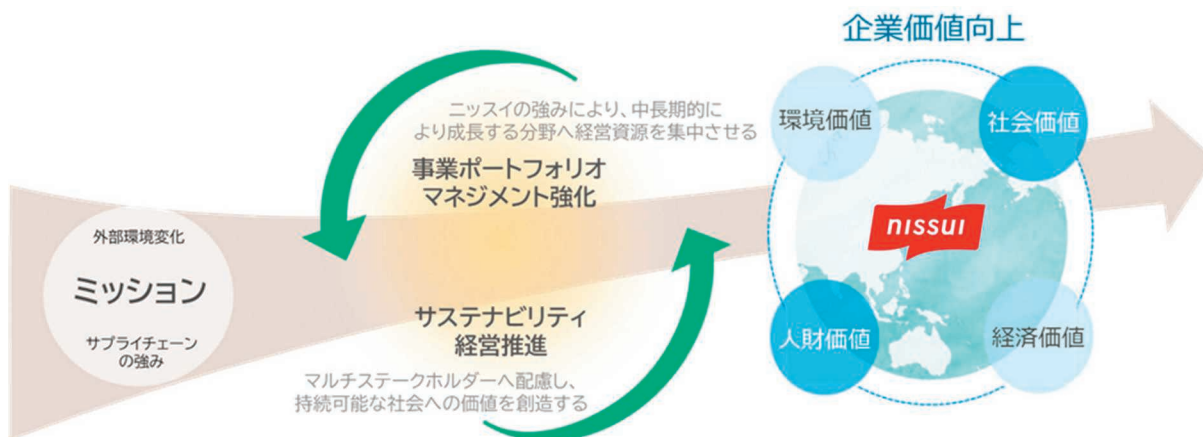 外部環境変化
ミッション
サプライチェーン
の強み
ニッスイの強みにより、中長期的に
より成長する分野へ経営資源を集中させる
事業ポートフォリオ
マネジメント強化
サステナビリティ
経営推進
マルチステークホルダーへ配慮し、
持続可能な社会への価値を創造する
企業価値向上
環境価値
社会価値
nissui
人財価値
経済価値